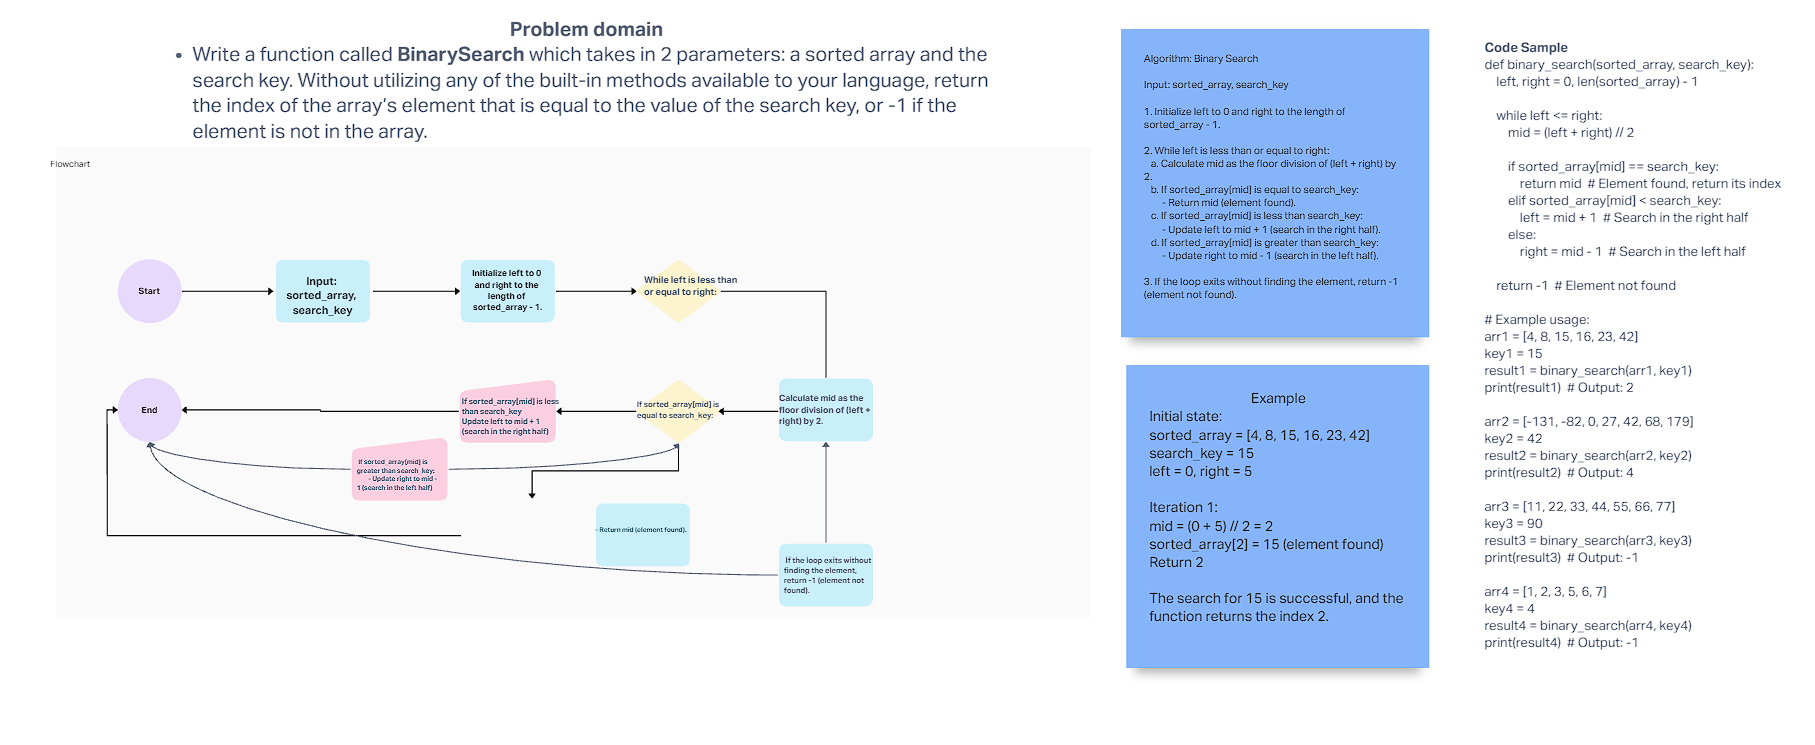 Problem domain
• Write a function called BinarySearch which takes in 2 parameters: a sorted array and the
search key. Without utilizing any of the built-in methods available to your language, return
the index of the array's element that is equal to the value of the search key, or -1 if the
element is not in the array.
Flowchart
Start
Input:
sorted_array,
search_key
Initialize left to 0
and right to the
length of
sorted_array - 1.
While left is less than
or equal to right:
End
If sorted_array[mid] is less
than search_key
Update left to mid + 1
(search in the right half)
If sorted_array[mid] is
equal to search_key:
Calculate mid as the
floor division of (left +
right) by 2.
If sorted_array[mid] is
greater than search_key:
- Update right to mid -
1 (search in the left half)
- Return mid (element found).
If the loop exits without
finding the element,
return -1 (element not
found).
Algorithm: Binary Search
Input: sorted_array, search_key
1. Initialize left to 0 and right to the length of
sorted_array - 1.
2. While left is less than or equal to right:
a. Calculate mid as the floor division of (left + right) by
2.
b. If sorted_array[mid] is equal to search_key:
- Return mid (element found).
c. If sorted_array[mid] is less than search_key:
- Update left to mid + 1 (search in the right half).
d. If sorted_array[mid] is greater than search_key:
- Update right to mid - 1 (search in the left half).
3. If the loop exits without finding the element, return -1
(element not found).
Example
Initial state:
sorted_array = [4, 8, 15, 16, 23, 42]
search_key = 15
left = 0, right = 5
Iteration 1:
mid = (0 + 5) // 2 = 2
sorted_array[2] = 15 (element found)
Return 2
The search for 15 is successful, and the
function returns the index 2.
Code Sample
def binary_search(sorted_array, search_key):
left, right = 0, len(sorted_array) - 1
while left <= right:
mid = (left + right) // 2
if sorted_array[mid] == search_key:
return mid # Element found, return its index
elif sorted_array[mid] < search_key:
left = mid + 1 # Search in the right half
else:
right = mid - 1 # Search in the left half
return -1 # Element not found
# Example usage:
arr1 = [4, 8, 15, 16, 23, 42]
key1 = 15
result1 = binary_search(arr1, key1)
print(result1) # Output: 2
arr2 = [-131, -82, 0, 27, 42, 68, 179]
key2 = 42
result2 = binary_search(arr2, key2)
print(result2) # Output: 4
arr3 = [11, 22, 33, 44, 55, 66, 77]
key3 = 90
result3 = binary_search(arr3, key3)
print(result3) # Output: -1
arr4 = [1, 2, 3, 5, 6, 7]
key4 = 4
result4 = binary_search(arr4, key4)
print(result4) # Output: -1